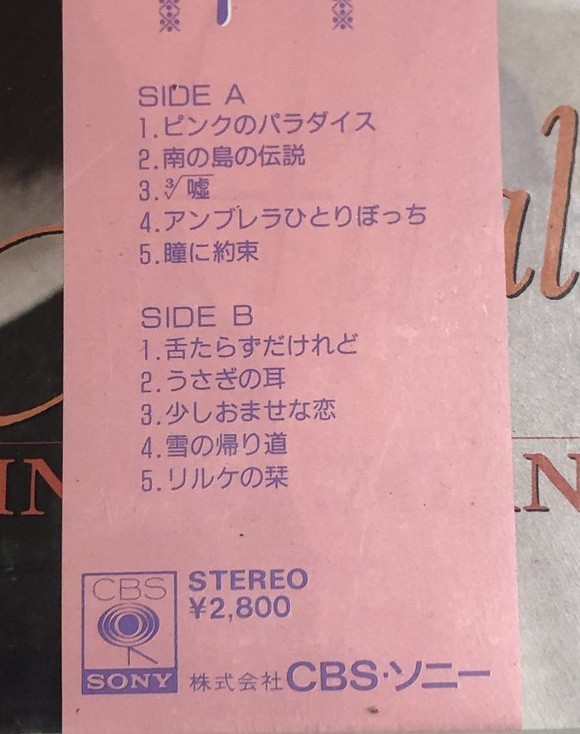 SIDE A
1.ピンクのパラダイス
2.南の島の伝説
3.∛嘘
4.アンブレラひとりぼっち
5.瞳に約束
SIDE B
1.舌たらずだけれど
2.うさぎの耳
3.少しおませな恋
4.雪の帰り道
5.リルケの栞
CBS
SONY
STEREO
¥2,800
株式会社CBS・ソニー